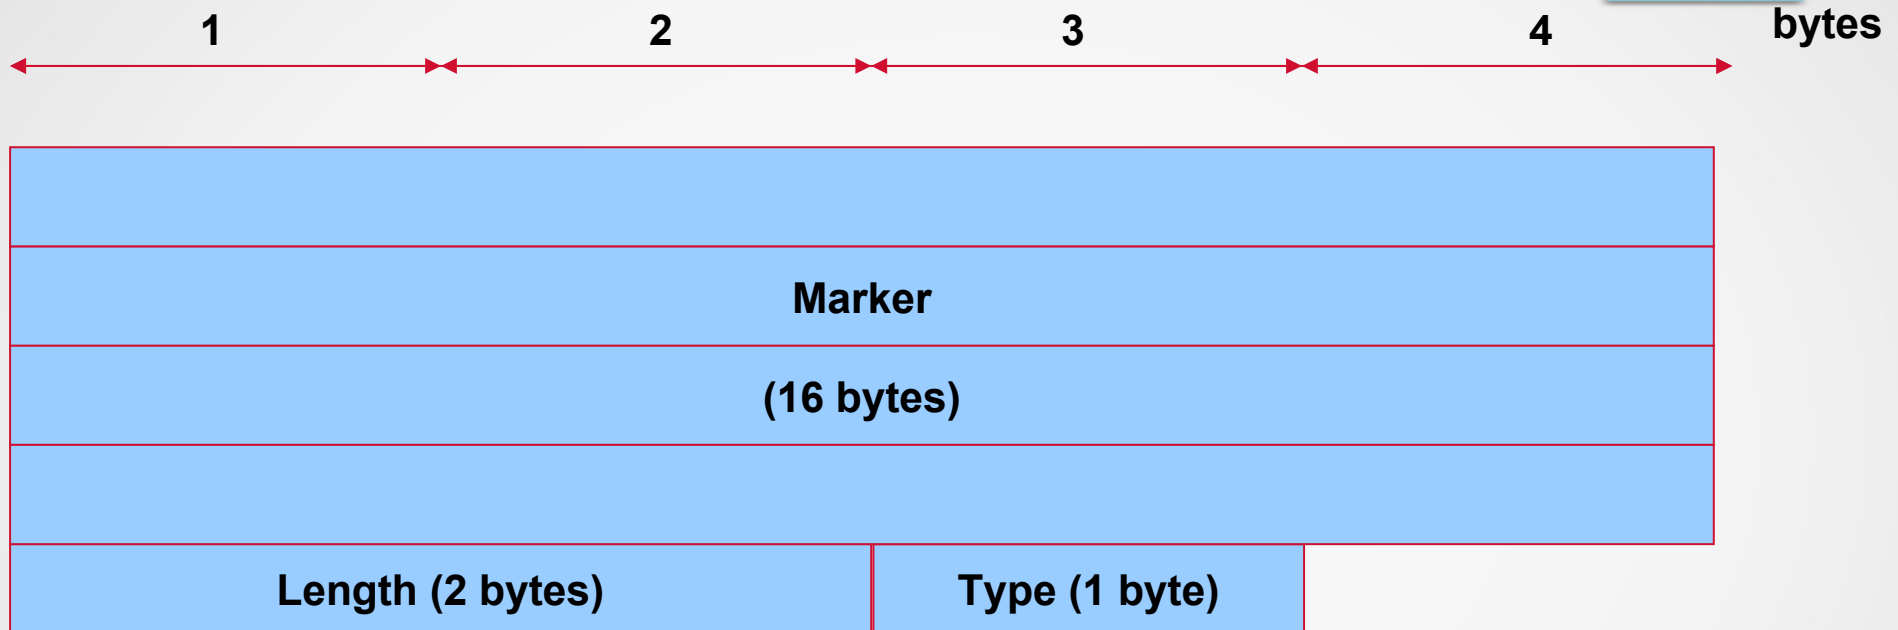 1 2 3 4 bytes
Marker
(16 bytes)
Length (2 bytes) Type (1 byte)